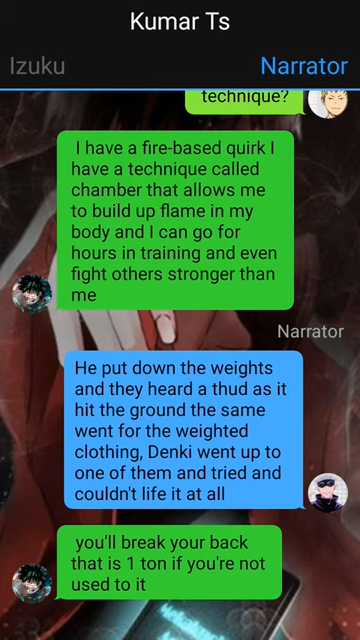 Kumar Ts
Izuku
Narrator
technique?
I have a fire-based quirk I
have a technique called
chamber that allows me
to build up flame in my
body and I can go for
hours in training and even
fight others stronger than
me
Narrator
He put down the weights
and they heard a thud as it
hit the ground the same
went for the weighted
clothing, Denki went up to
one of them and tried and
couldn't life it at all
you'll break your back
that is 1 ton if you're not
used to it